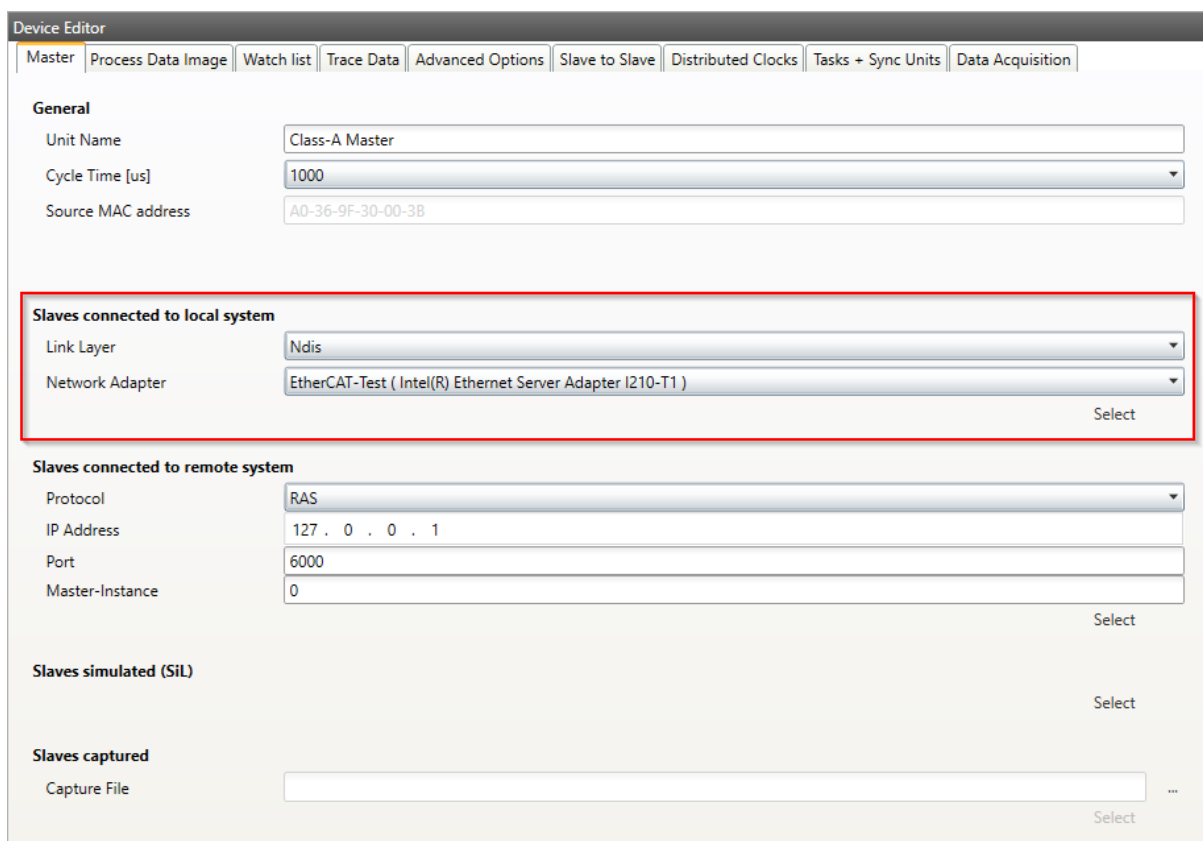 Device Editor
Master Process Data Image Watch list Trace Data Advanced Options Slave to Slave Distributed Clocks Tasks + Sync Units Data Acquisition
General
Unit Name Class-A Master
Cycle Time [us] 1000
Source MAC address A0-36-9F-30-00-3B
Slaves connected to local system
Link Layer Ndis
Network Adapter EtherCAT-Test ( Intel(R) Ethernet Server Adapter I210-T1 )
Select
Slaves connected to remote system
Protocol RAS
IP Address 127 . 0 . 0 . 1
Port 6000
Master-Instance 0
Select
Slaves simulated (SiL)
Select
Slaves captured
Capture File ...
Select